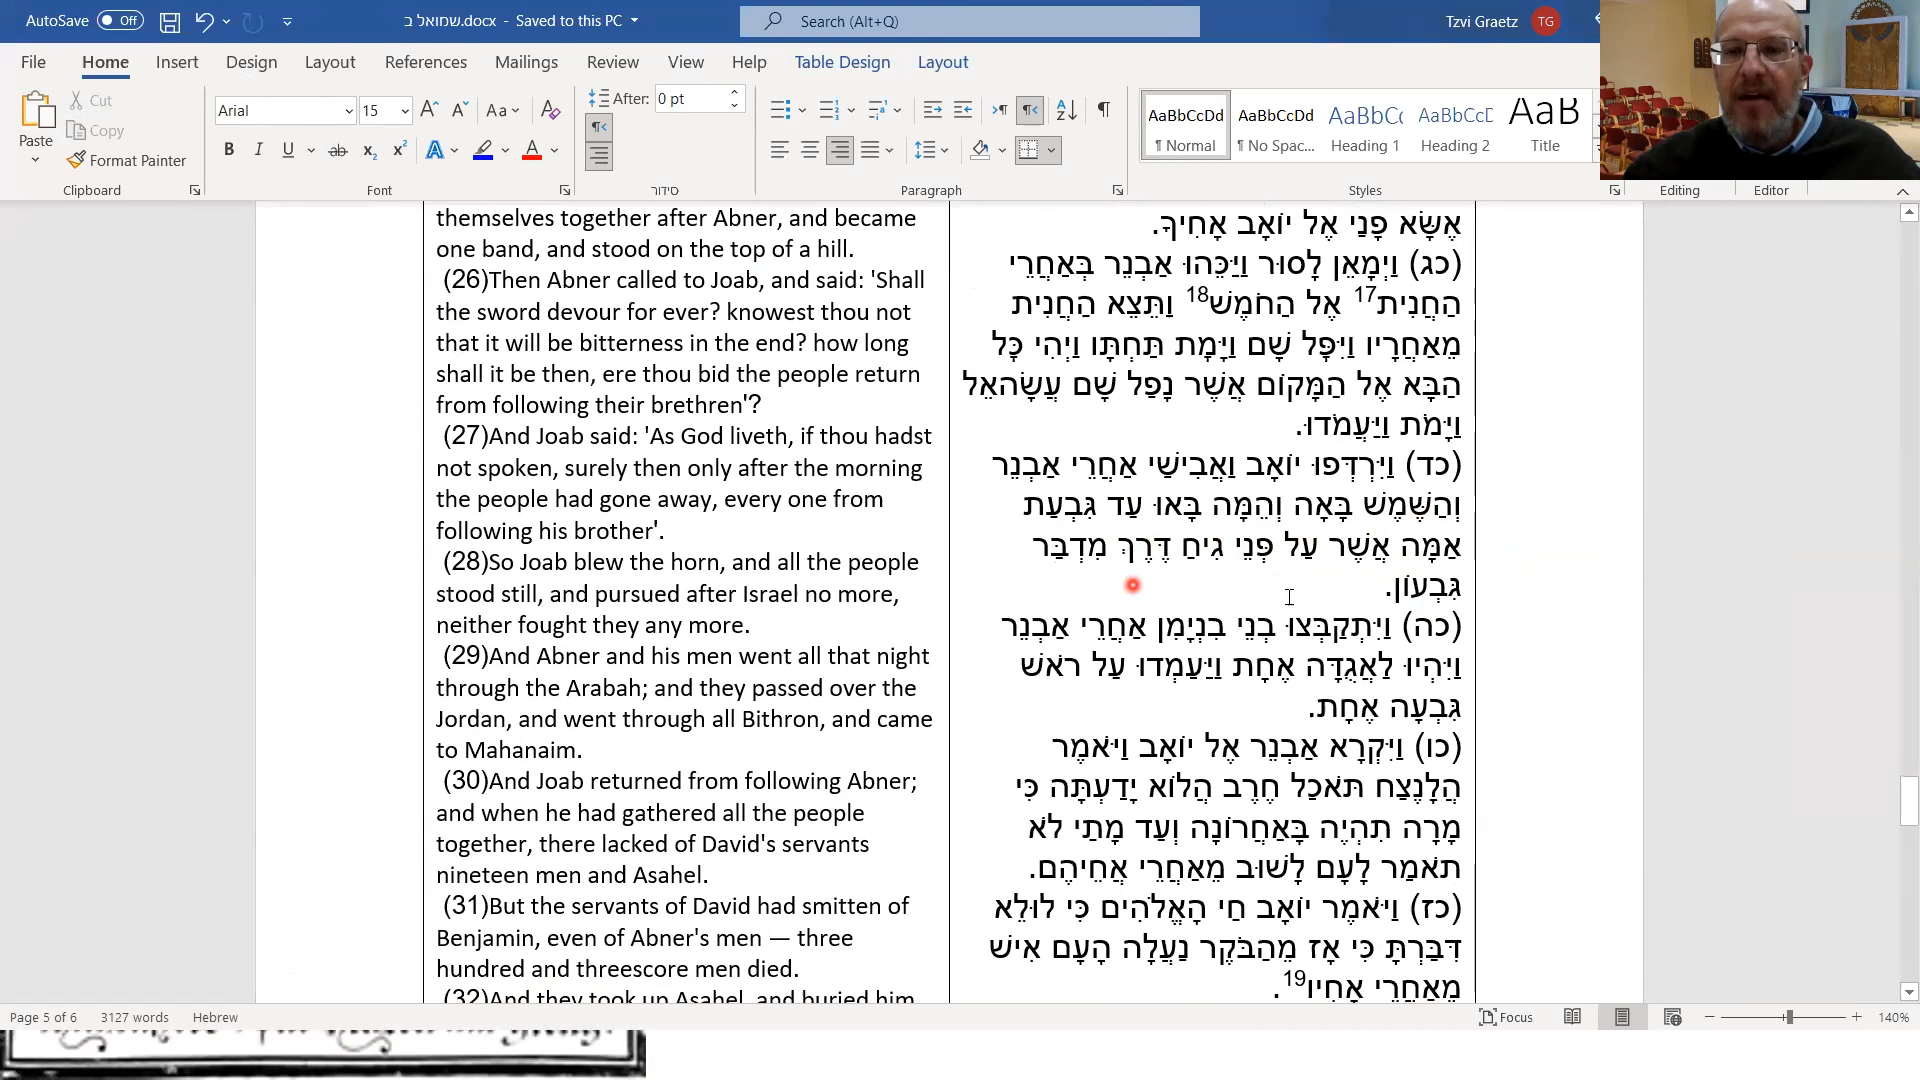 AutoSave Off שמואל ב.docx - Saved to this PC Search (Alt+Q) Tzvi Graetz TG
File Home Insert Design Layout References Mailings Review View Help Table Design Layout
Paste Cut Copy Format Painter
Arial 15 Aa
After: 0 pt
AaBbCcDd AaBbCcDd AaBbCc AaBbCcD AaB
¶ Normal ¶ No Spac... Heading 1 Heading 2 Title
Clipboard Font סידור Paragraph Styles Editing Editor
themselves together after Abner, and became
one band, and stood on the top of a hill.
(26)Then Abner called to Joab, and said: 'Shall
the sword devour for ever? knowest thou not
that it will be bitterness in the end? how long
shall it be then, ere thou bid the people return
from following their brethren'?
(27)And Joab said: 'As God liveth, if thou hadst
not spoken, surely then only after the morning
the people had gone away, every one from
following his brother'.
(28)So Joab blew the horn, and all the people
stood still, and pursued after Israel no more,
neither fought they any more.
(29)And Abner and his men went all that night
through the Arabah; and they passed over the
Jordan, and went through all Bithron, and came
to Mahanaim.
(30)And Joab returned from following Abner;
and when he had gathered all the people
together, there lacked of David's servants
nineteen men and Asahel.
(31)But the servants of David had smitten of
Benjamin, even of Abner's men — three
hundred and threescore men died.
(32)And they took up Asahel, and buried him
אֶשָּׂא פָנַי אֶל יוֹאָב אָחִיךָ.
(כג) וַיְמָאֵן לָסוּר וַיַּכֵּהוּ אַבְנֵר בְּאַחֲרֵי
הַחֲנִית17 אֶל הַחֹמֶשׁ18 וַתֵּצֵא הַחֲנִית
מֵאַחֲרָיו וַיִּפָּל שָׁם וַיָּמָת תַּחְתָּו וַיְהִי כָּל
הַבָּא אֶל הַמָּקוֹם אֲשֶׁר נָפַל שָׁם עֲשָׂהאֵל
וַיָּמֹת וַיַּעֲמֹדוּ.
(כד) וַיִּרְדְּפוּ יוֹאָב וַאֲבִישַׁי אַחֲרֵי אַבְנֵר
וְהַשֶּׁמֶשׁ בָּאָה וְהֵמָּה בָּאוּ עַד גִּבְעַת
אַמָּה אֲשֶׁר עַל פְּנֵי גִיחַ דֶּרֶךְ מִדְבַּר
גִּבְעוֹן.
(כה) וַיִּתְקַבְּצוּ בְנֵי בִנְיָמִן אַחֲרֵי אַבְנֵר
וַיִּהְיוּ לַאֲגֻדָּה אֶחָת וַיַּעַמְדוּ עַל רֹאשׁ
גִּבְעָה אֶחָת.
(כו) וַיִּקְרָא אַבְנֵר אֶל יוֹאָב וַיֹּאמֶר
הֲלָנֶצַח תֹּאכַל חֶרֶב הֲלוֹא יָדַעְתָּה כִּי
מָרָה תִהְיֶה בָּאַחֲרוֹנָה וְעַד מָתַי לֹא
תֹאמַר לָעָם לָשׁוּב מֵאַחֲרֵי אֲחֵיהֶם.
(כז) וַיֹּאמֶר יוֹאָב חַי הָאֱלֹהִים כִּי לוּלֵא
דִּבַּרְתָּ כִּי אָז מֵהַבֹּקֶר נַעֲלָה הָעָם אִישׁ
מֵאַחֲרֵי אָחִיו19.
Page 5 of 6 3127 words Hebrew Focus 140%